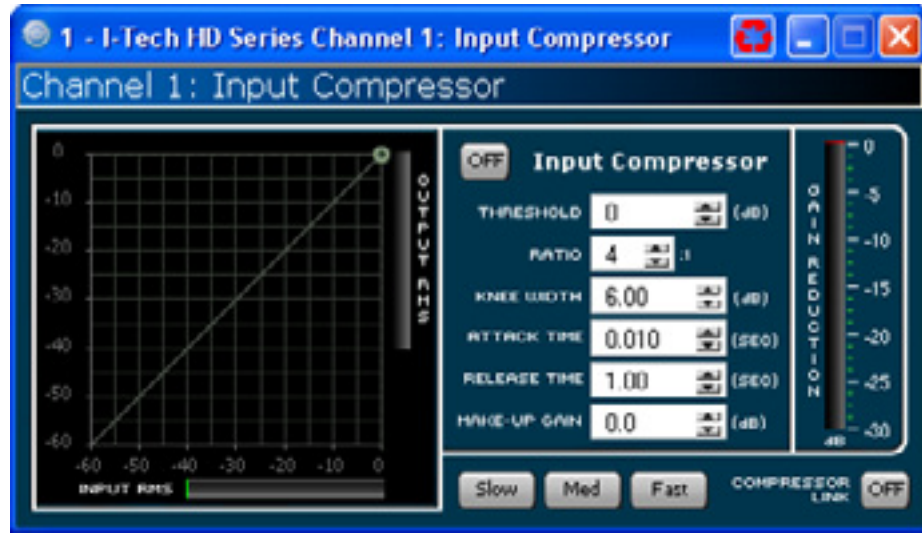 1 - I-Tech HD Series Channel 1: Input Compressor
Channel 1: Input Compressor
0
-10
-20
-30
-40
-50
-60
-60 -50 -40 -30 -20 -10 0
INPUT RMS
OUTPUT RMS
OFF Input Compressor
THRESHOLD 0 (dB)
RATIO 4 :1
KNEE WIDTH 6.00 (dB)
ATTACK TIME 0.010 (SEC)
RELEASE TIME 1.00 (SEC)
MAKE-UP GAIN 0.0 (dB)
Slow Med Fast
COMPRESSOR
LINK OFF
GAIN REDUCTION
0
-5
-10
-15
-20
-25
-30
dB